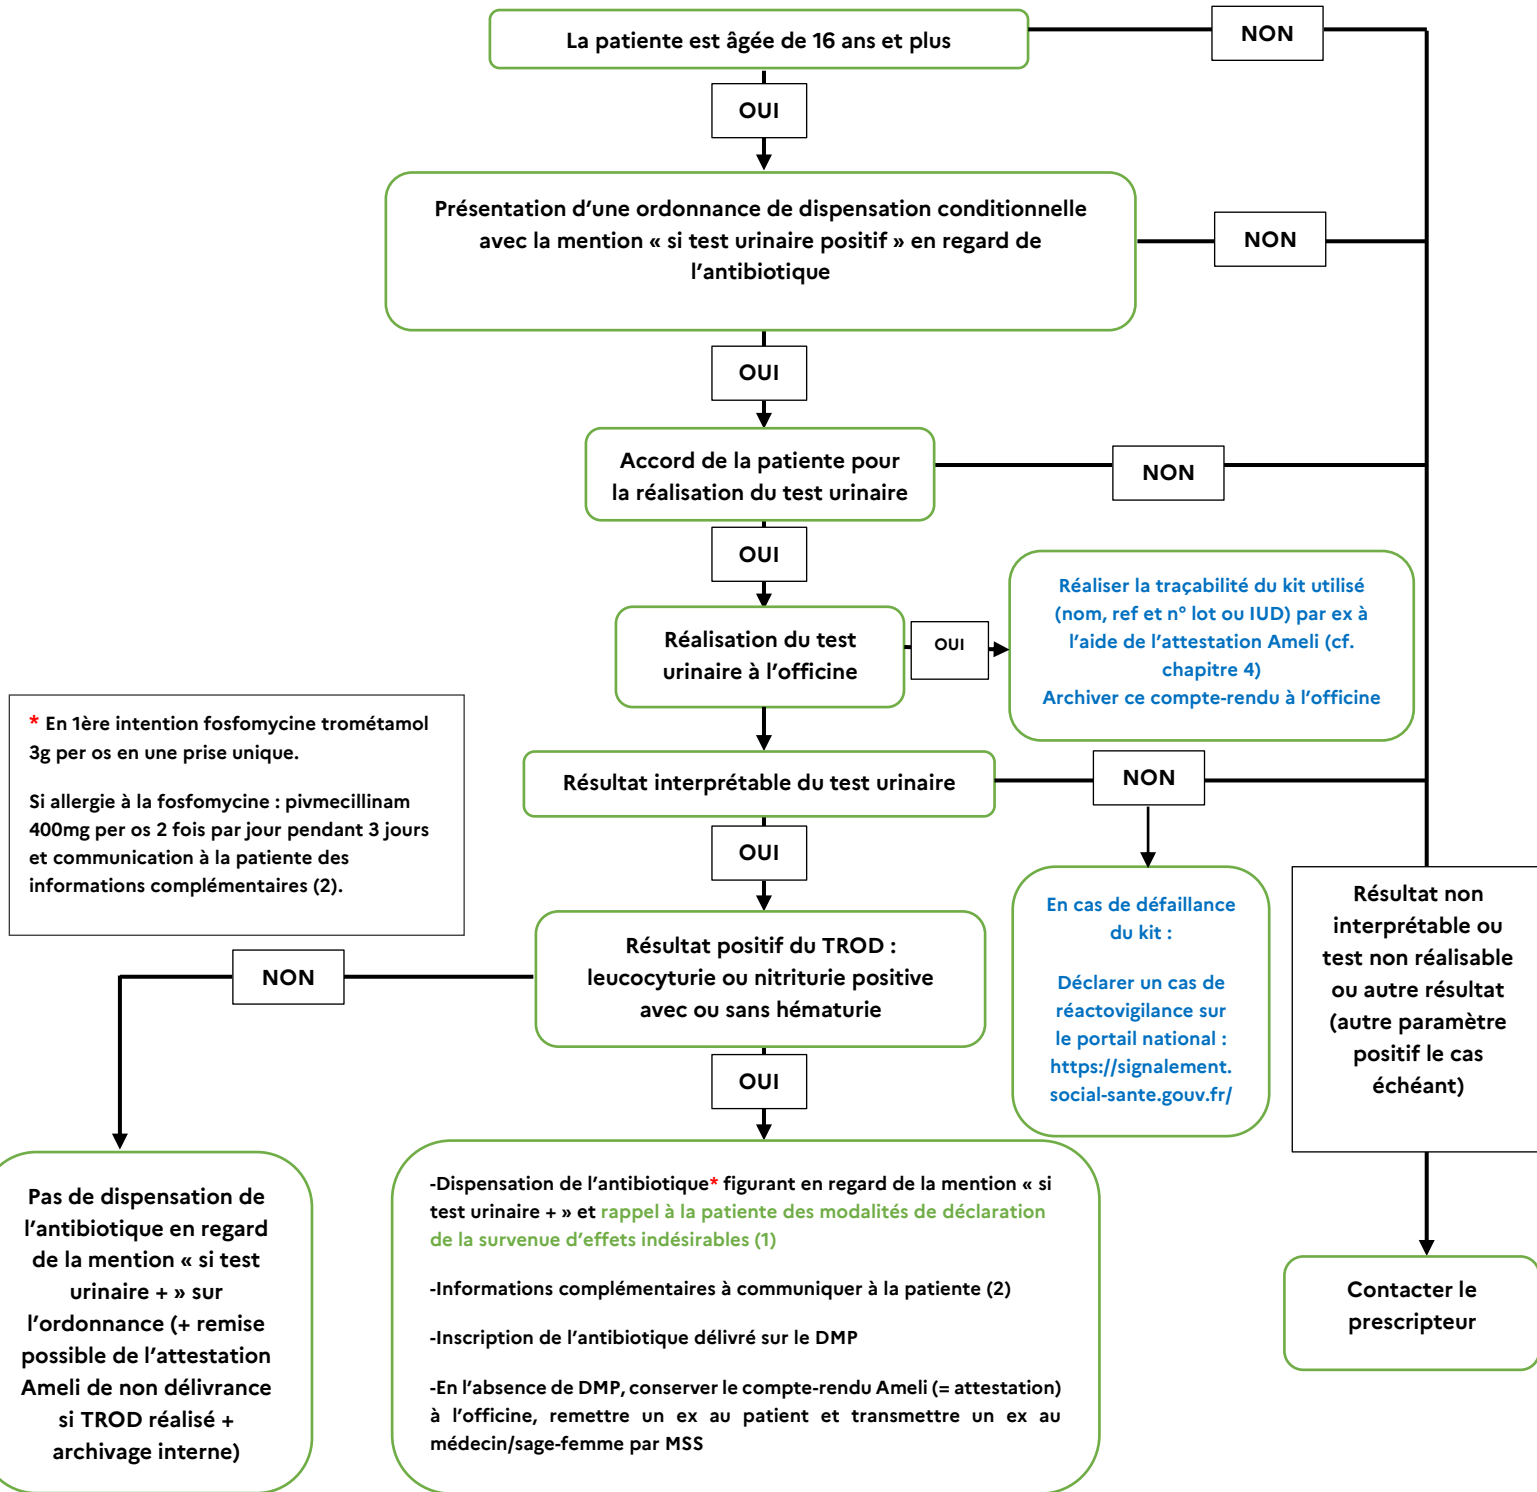 La patiente est âgée de 16 ans et plus
NON
OUI
Présentation d’une ordonnance de dispensation conditionnelle
avec la mention « si test urinaire positif » en regard de
l’antibiotique
NON
OUI
Accord de la patiente pour
la réalisation du test urinaire
NON
OUI
Réalisation du test
urinaire à l’officine
OUI
Réaliser la traçabilité du kit utilisé
(nom, ref et n° lot ou IUD) par ex à
l’aide de l’attestation Ameli (cf.
chapitre 4)
Archiver ce compte-rendu à l’officine
* En 1ère intention fosfomycine trométamol
3g per os en une prise unique.
Si allergie à la fosfomycine : pivmecillinam
400mg per os 2 fois par jour pendant 3 jours
et communication à la patiente des
informations complémentaires (2).
Résultat interprétable du test urinaire
NON
OUI
En cas de défaillance
du kit :
Déclarer un cas de
réactovigilance sur
le portail national :
https://signalement.
social-sante.gouv.fr/
Résultat non
interprétable ou
test non réalisable
ou autre résultat
(autre paramètre
positif le cas
échéant)
Résultat positif du TROD :
leucocyturie ou nitriturie positive
avec ou sans hématurie
NON
OUI
Pas de dispensation de
l’antibiotique en regard
de la mention « si test
urinaire + » sur
l’ordonnance (+ remise
possible de l’attestation
Ameli de non délivrance
si TROD réalisé +
archivage interne)
-Dispensation de l’antibiotique* figurant en regard de la mention « si
test urinaire + » et rappel à la patiente des modalités de déclaration
de la survenue d’effets indésirables (1)
-Informations complémentaires à communiquer à la patiente (2)
-Inscription de l’antibiotique délivré sur le DMP
-En l’absence de DMP, conserver le compte-rendu Ameli (= attestation)
à l’officine, remettre un ex au patient et transmettre un ex au
médecin/sage-femme par MSS
Contacter le
prescripteur